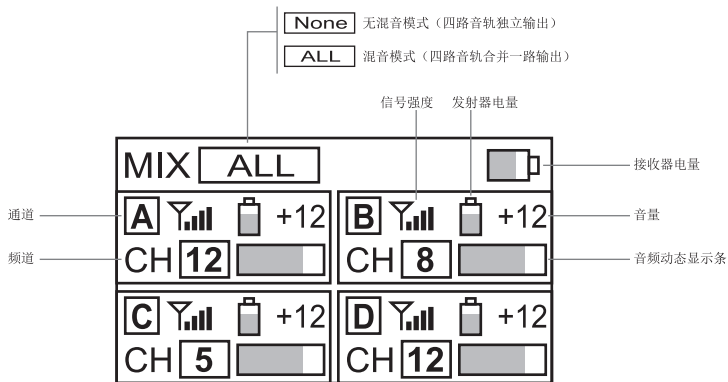 None 无混音模式（四路音轨独立输出）
ALL 混音模式（四路音轨合并一路输出）
信号强度 发射器电量
MIX ALL
接收器电量
通道
A +12
B +12
音量
频道
CH 12
CH 8
音频动态显示条
C +12
D +12
CH 5
CH 12